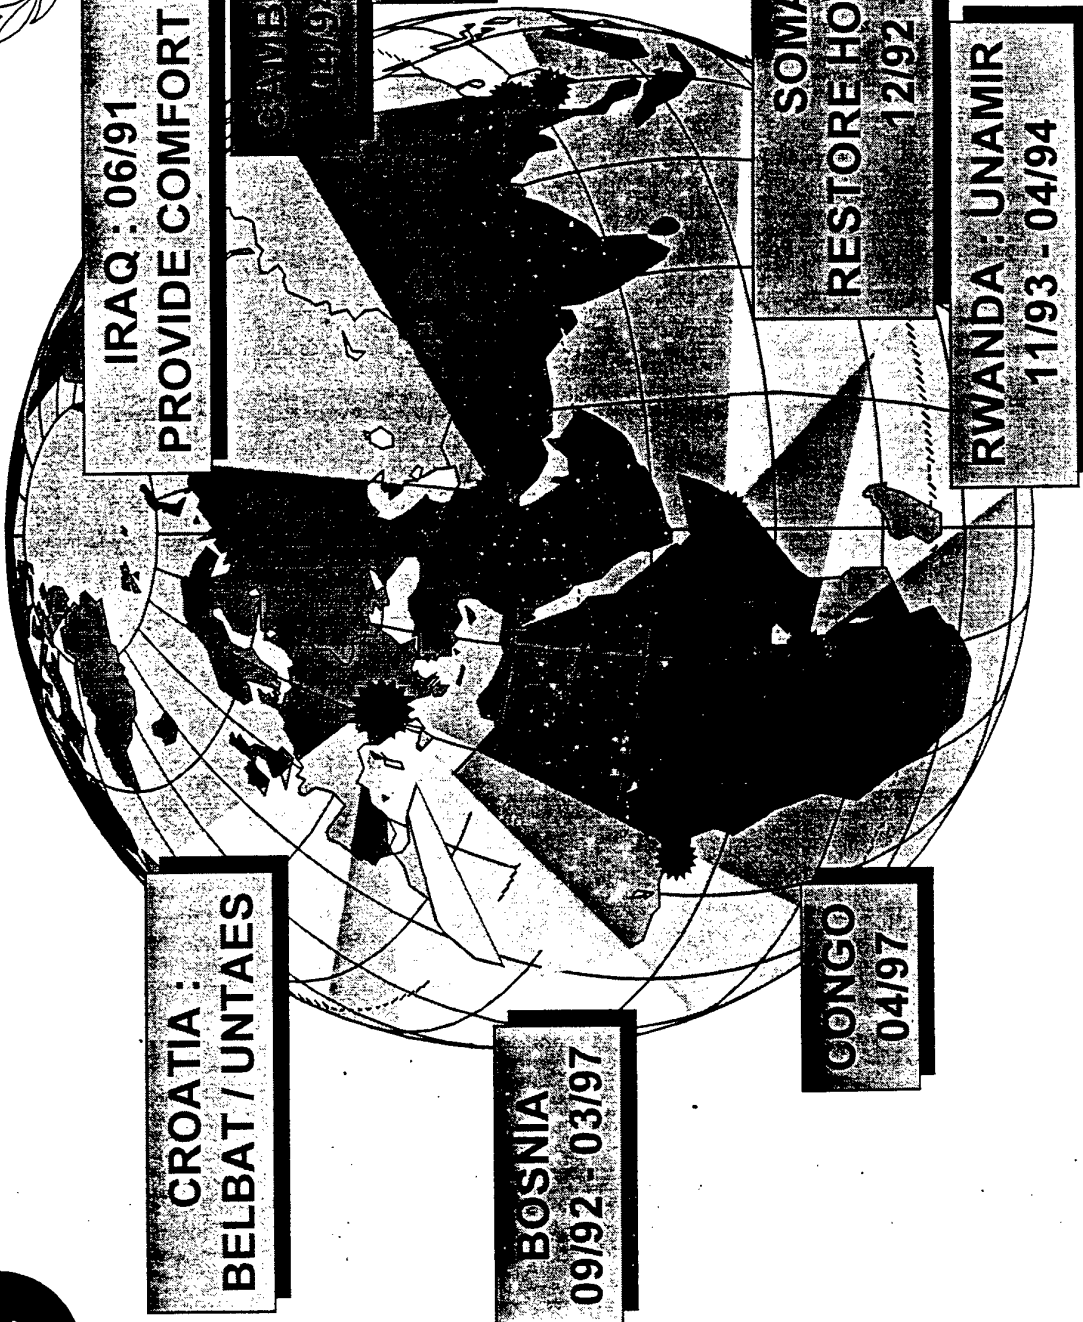 CROATIA :
BELBAT / UNTAES
IRAQ : 06/91
PROVIDE COMFORT
BOSNIA
09/92 - 03/97
CONGO
04/97
RESTORE HO
12/92
RWANDA : UNAMIR
11/93 - 04/94